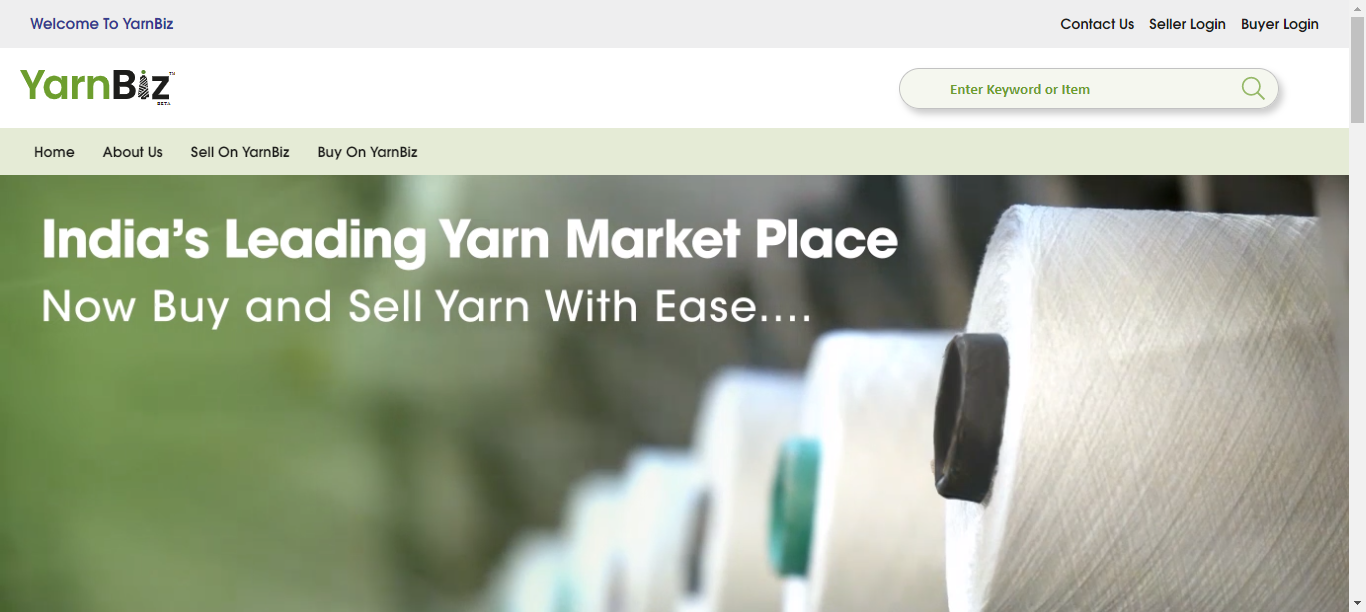 Welcome To YarnBiz
Contact Us Seller Login Buyer Login
YarnBiz™
BETA
Enter Keyword or Item
Home About Us Sell On YarnBiz Buy On YarnBiz
India's Leading Yarn Market Place
Now Buy and Sell Yarn With Ease....